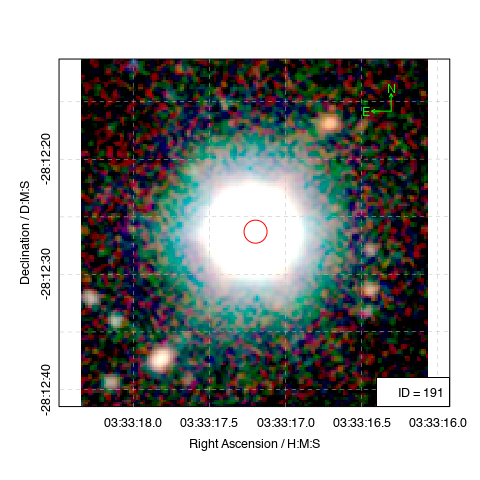 N
E
Declination / D:M:S
-28:12:20
-28:12:30
-28:12:40
ID = 191
03:33:18.0 03:33:17.5 03:33:17.0 03:33:16.5 03:33:16.0
Right Ascension / H:M:S